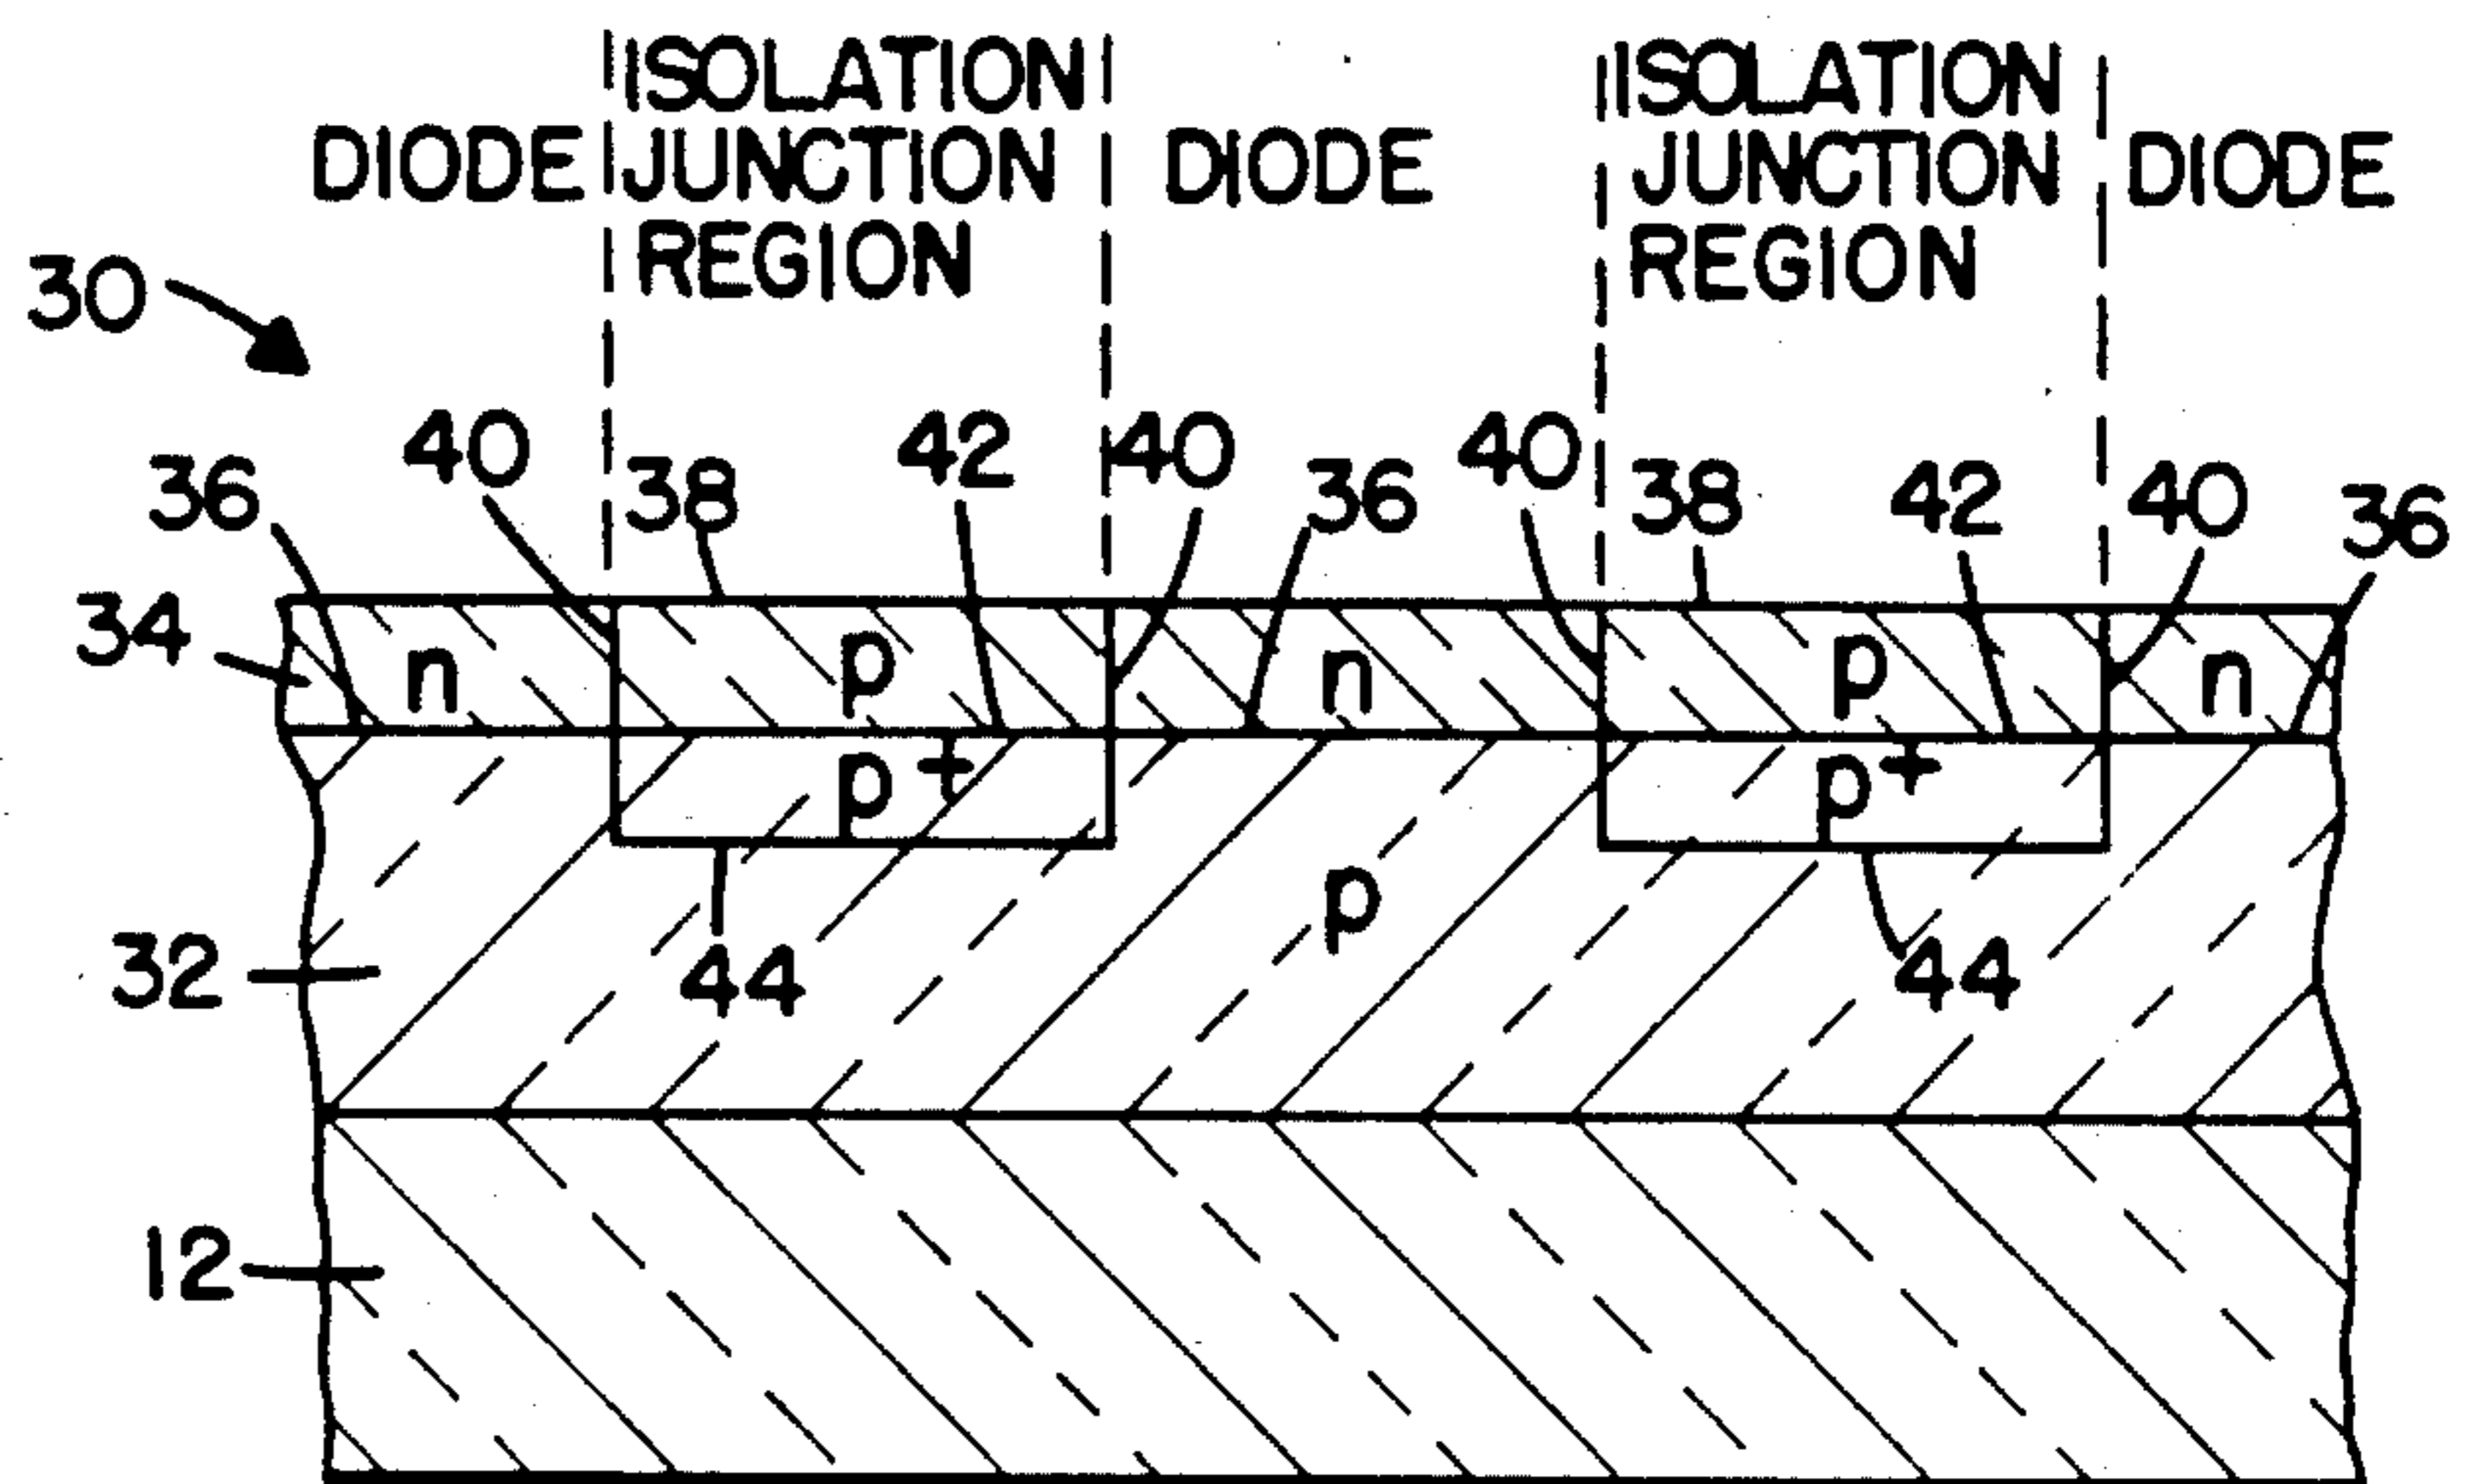 ISOLATION ISOLATION
DIODE JUNCTION DIODE JUNCTION DIODE
REGION REGION
30
40 42 40 40
36 38 36 38 42 40 36
34
n p n p n
p+ p+
p
32 44 44
12